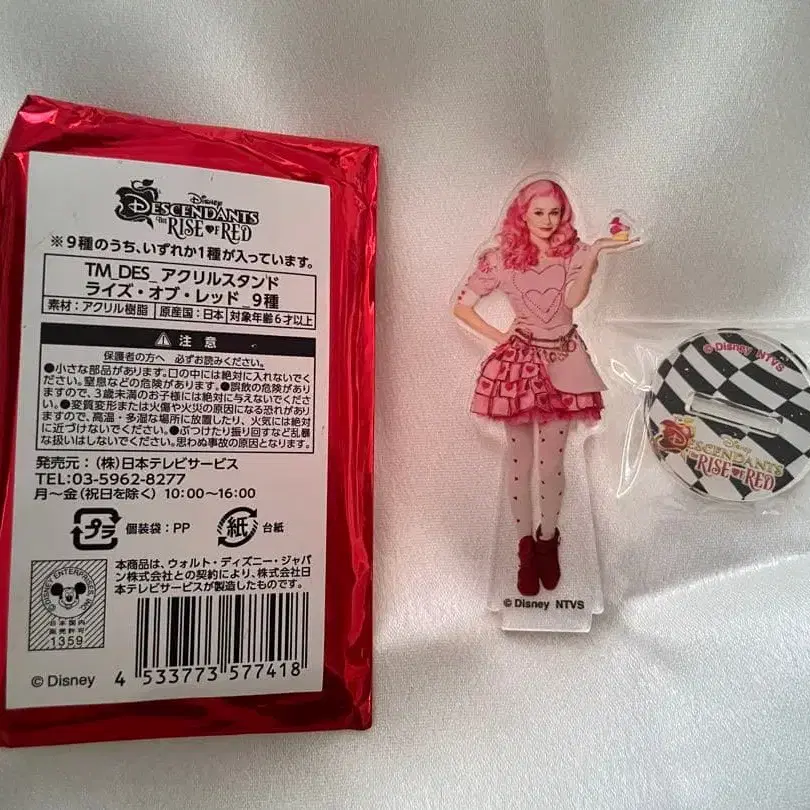 Disney
DESCENDANTS
THE RISE OF RED
※9種のうち、いずれか1種が入っています。
TM_DES_アクリルスタンド
ライズ・オブ・レッド_9種
素材：アクリル樹脂 原産国：日本 対象年齢6才以上
注意
保護者の方へ 必ずお読みください。
●小さな部品があります。口の中には絶対に入れないでく
ださい。窒息などの危険があります。●誤飲の危険があり
ますので、3歳未満のお子様には絶対に与えないでくださ
い。●変質変形または火傷や火災の原因になる恐れがあり
ますので、高温・多湿な場所に放置したり、火気には絶対
に近づけないでください。●ぶつけたり振り回すなど乱暴
な扱いはしないでください。思わぬ事故の原因となります。
発売元：(株)日本テレビサービス
TEL:03-5962-8277
月～金(祝日を除く) 10:00～16:00
プラ 個装袋：PP 紙 台紙
本商品は、ウォルト・ディズニー・ジャパ
ン株式会社との契約により、株式会社日
本テレビサービスが製造したものです。
DISNEY ENTERPRISES, INC.
日本国内
販売許可
1359
© Disney
4 533773 577418
© Disney NTVS
© Disney NTVS
Disney
DESCENDANTS
THE RISE OF RED